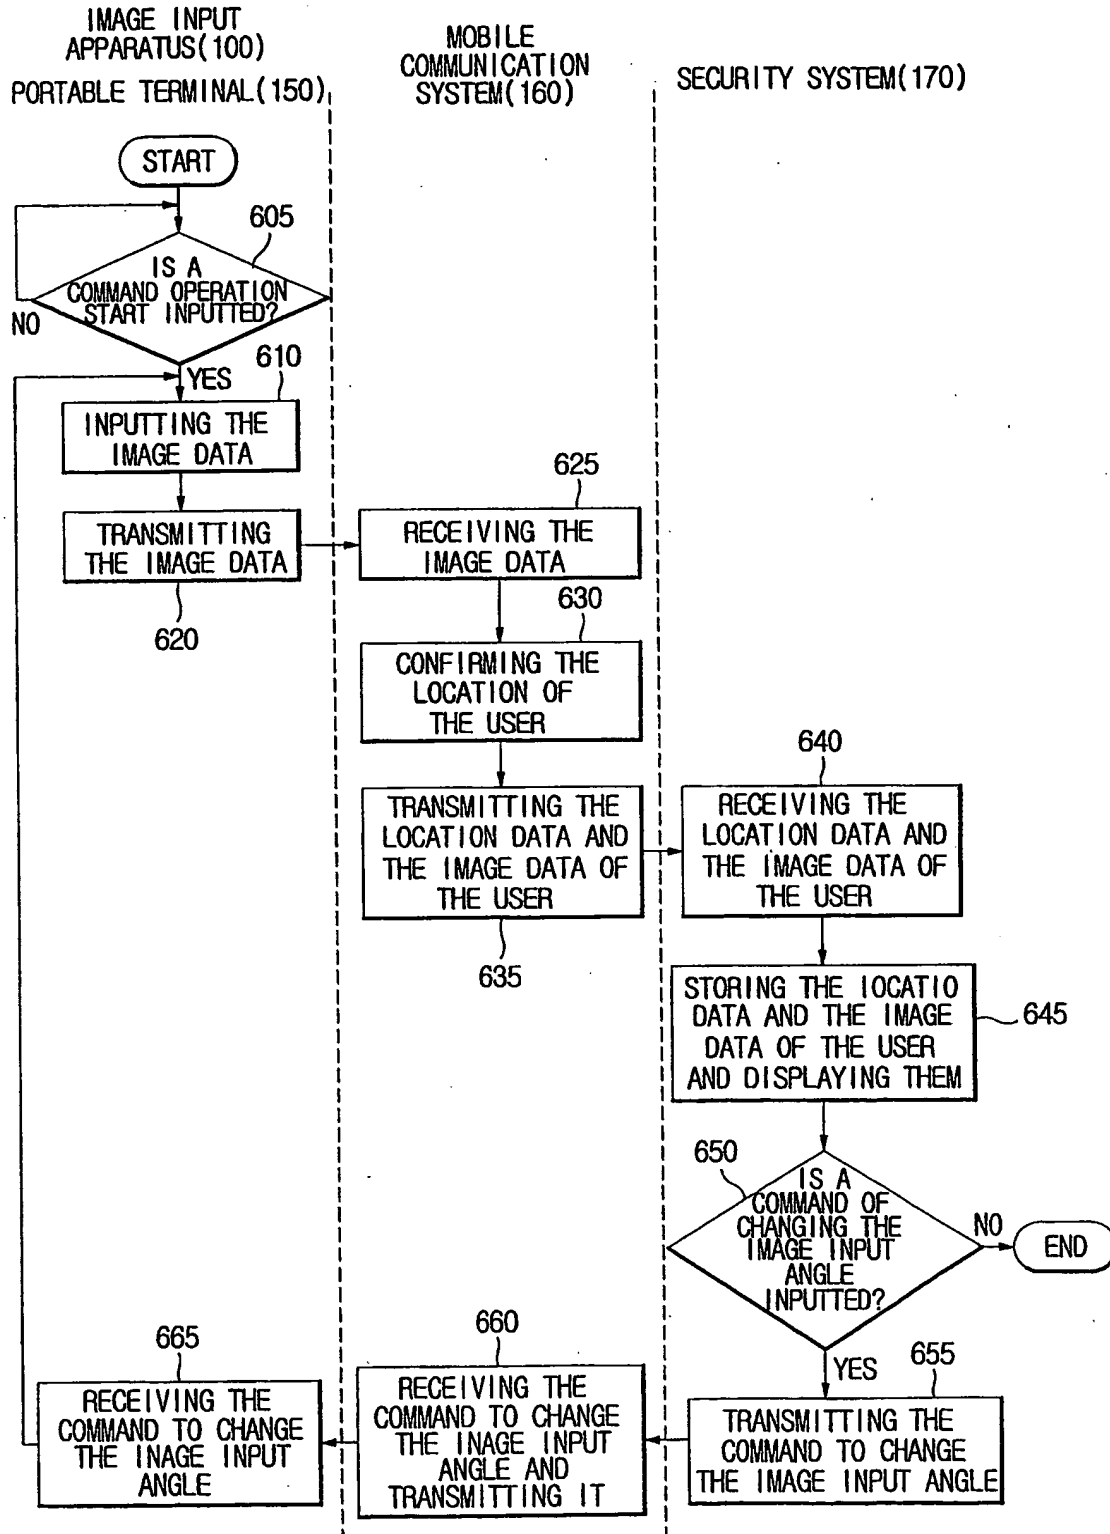 IMAGE INPUT
APPARATUS(100)
PORTABLE TERMINAL(150)
MOBILE
COMMUNICATION
SYSTEM(160)
SECURITY SYSTEM(170)
START
605
IS A
COMMAND OPERATION
START INPUTTED?
NO
YES
610
INPUTTING THE
IMAGE DATA
TRANSMITTING
THE IMAGE DATA
620
625
RECEIVING THE
IMAGE DATA
630
CONFIRMING THE
LOCATION OF
THE USER
TRANSMITTING THE
LOCATION DATA AND
THE IMAGE DATA OF
THE USER
635
640
RECEIVING THE
LOCATION DATA AND
THE IMAGE DATA OF
THE USER
STORING THE lOCATIO
DATA AND THE IMAGE
DATA OF THE USER
AND DISPLAYING THEM
645
650
IS A
COMMAND OF
CHANGING THE
IMAGE INPUT
ANGLE
INPUTTED?
NO
END
YES
655
TRANSMITTING THE
COMMAND TO CHANGE
THE IMAGE INPUT ANGLE
660
RECEIVING THE
COMMAND TO CHANGE
THE INAGE INPUT
ANGLE AND
TRANSMITTING IT
665
RECEIVING THE
COMMAND TO CHANGE
THE INAGE INPUT
ANGLE